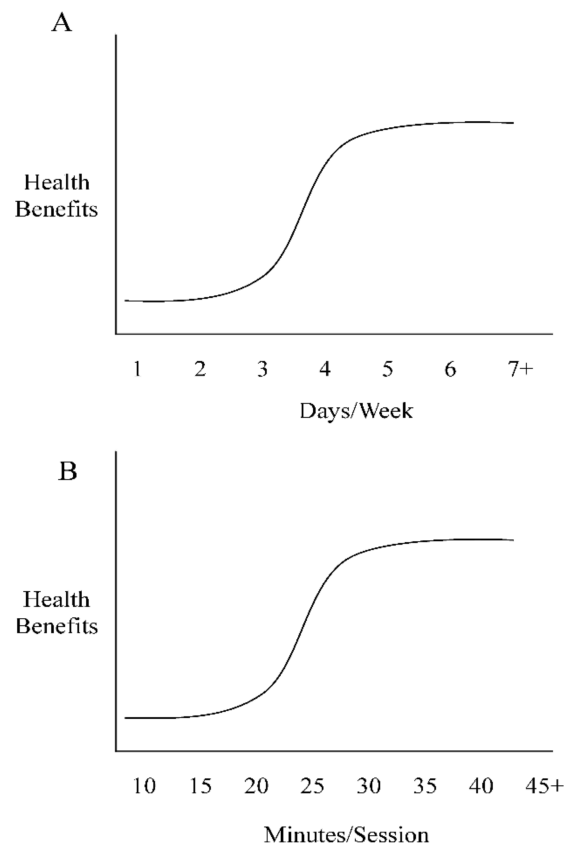 A
Health
Benefits
1 2 3 4 5 6 7+
Days/Week
B
Health
Benefits
10 15 20 25 30 35 40 45+
Minutes/Session